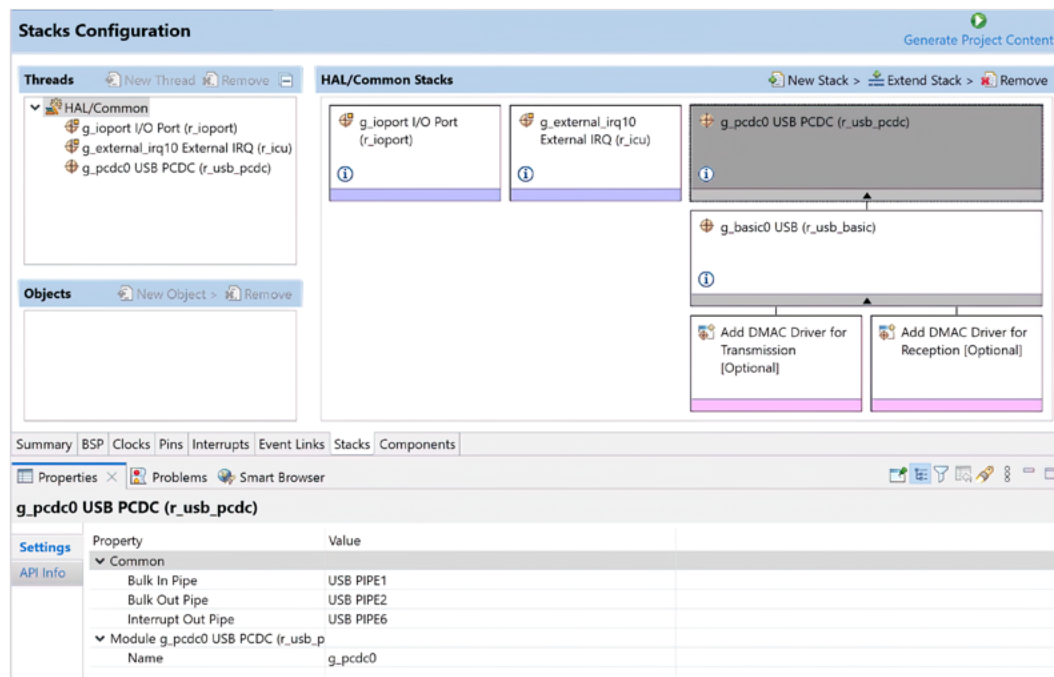 Stacks Configuration
Generate Project Content
Threads New Thread Remove
HAL/Common
g_ioport I/O Port (r_ioport)
g_external_irq10 External IRQ (r_icu)
g_pcdc0 USB PCDC (r_usb_pcdc)
Objects New Object > Remove
HAL/Common Stacks New Stack > Extend Stack > Remove
g_ioport I/O Port
(r_ioport)
g_external_irq10
External IRQ (r_icu)
g_pcdc0 USB PCDC (r_usb_pcdc)
g_basic0 USB (r_usb_basic)
Add DMAC Driver for
Transmission
[Optional]
Add DMAC Driver for
Reception [Optional]
Summary BSP Clocks Pins Interrupts Event Links Stacks Components
Properties Problems Smart Browser
g_pcdc0 USB PCDC (r_usb_pcdc)
Settings
API Info
Property Value
Common
Bulk In Pipe USB PIPE1
Bulk Out Pipe USB PIPE2
Interrupt Out Pipe USB PIPE6
Module g_pcdc0 USB PCDC (r_usb_p
Name g_pcdc0